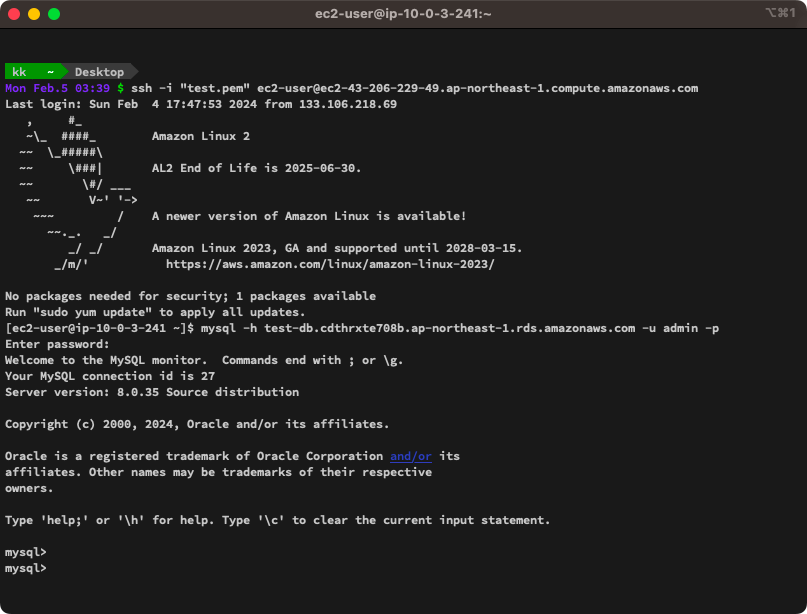 ec2-user@ip-10-0-3-241:~
⌥⌘1
kk ~ Desktop
Mon Feb.5 03:39 $ ssh -i "test.pem" ec2-user@ec2-43-206-229-49.ap-northeast-1.compute.amazonaws.com
Last login: Sun Feb  4 17:47:53 2024 from 133.106.218.69
   ,     #_
   ~\_  ####_        Amazon Linux 2
  ~~  \_#####\
  ~~     \###|       AL2 End of Life is 2025-06-30.
  ~~       \#/ ___
   ~~       V~' '->
    ~~~         /    A newer version of Amazon Linux is available!
      ~~._.   _/
         _/ _/       Amazon Linux 2023, GA and supported until 2028-03-15.
       _/m/'           https://aws.amazon.com/linux/amazon-linux-2023/
No packages needed for security; 1 packages available
Run "sudo yum update" to apply all updates.
[ec2-user@ip-10-0-3-241 ~]$ mysql -h test-db.cdthrxte708b.ap-northeast-1.rds.amazonaws.com -u admin -p
Enter password:
Welcome to the MySQL monitor.  Commands end with ; or \g.
Your MySQL connection id is 27
Server version: 8.0.35 Source distribution
Copyright (c) 2000, 2024, Oracle and/or its affiliates.
Oracle is a registered trademark of Oracle Corporation and/or its
affiliates. Other names may be trademarks of their respective
owners.
Type 'help;' or '\h' for help. Type '\c' to clear the current input statement.
mysql>
mysql>